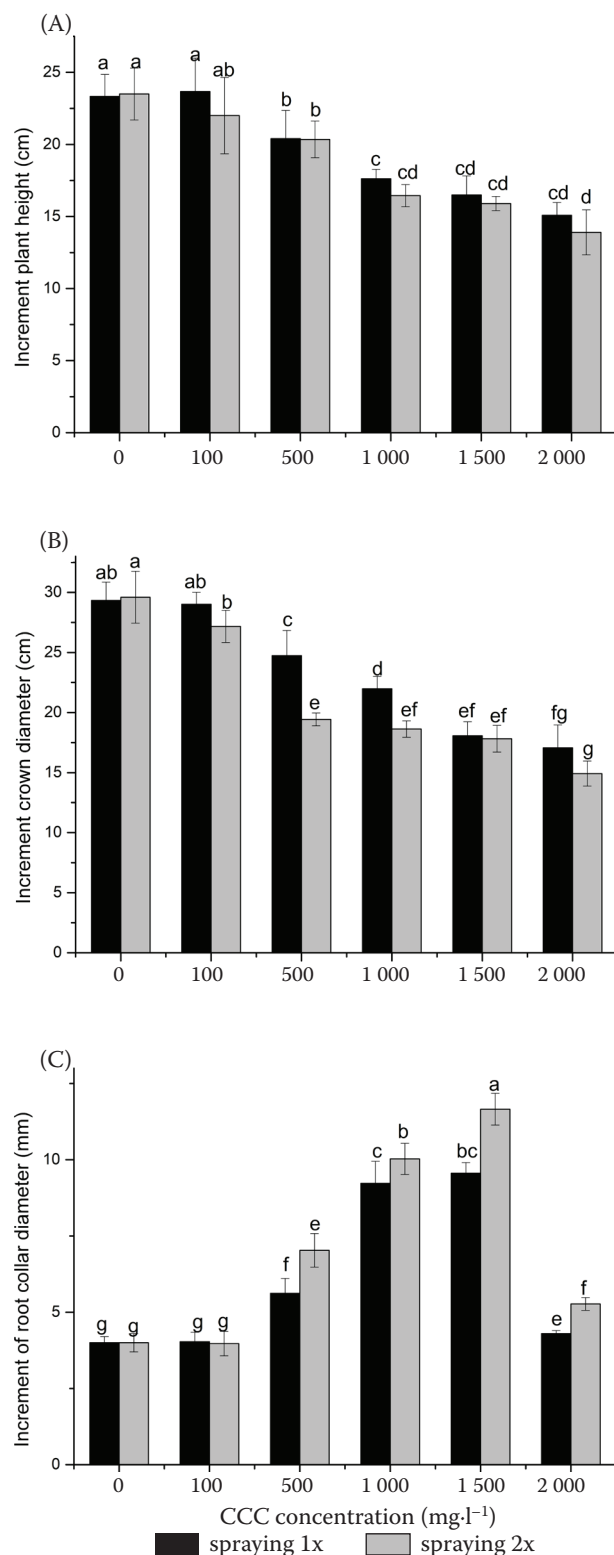 (A)
Increment plant height (cm)
25
20
15
10
5
0
a a a ab b b c cd cd cd cd d
0 100 500 1 000 1 500 2 000
(B)
Increment crown diameter (cm)
30
25
20
15
10
5
0
ab a ab b c e d ef ef ef fg g
0 100 500 1 000 1 500 2 000
(C)
Increment of root collar diameter (mm)
10
5
0
g g g g f e c b bc a e f
0 100 500 1 000 1 500 2 000
CCC concentration (mg·l⁻¹)
spraying 1x spraying 2x